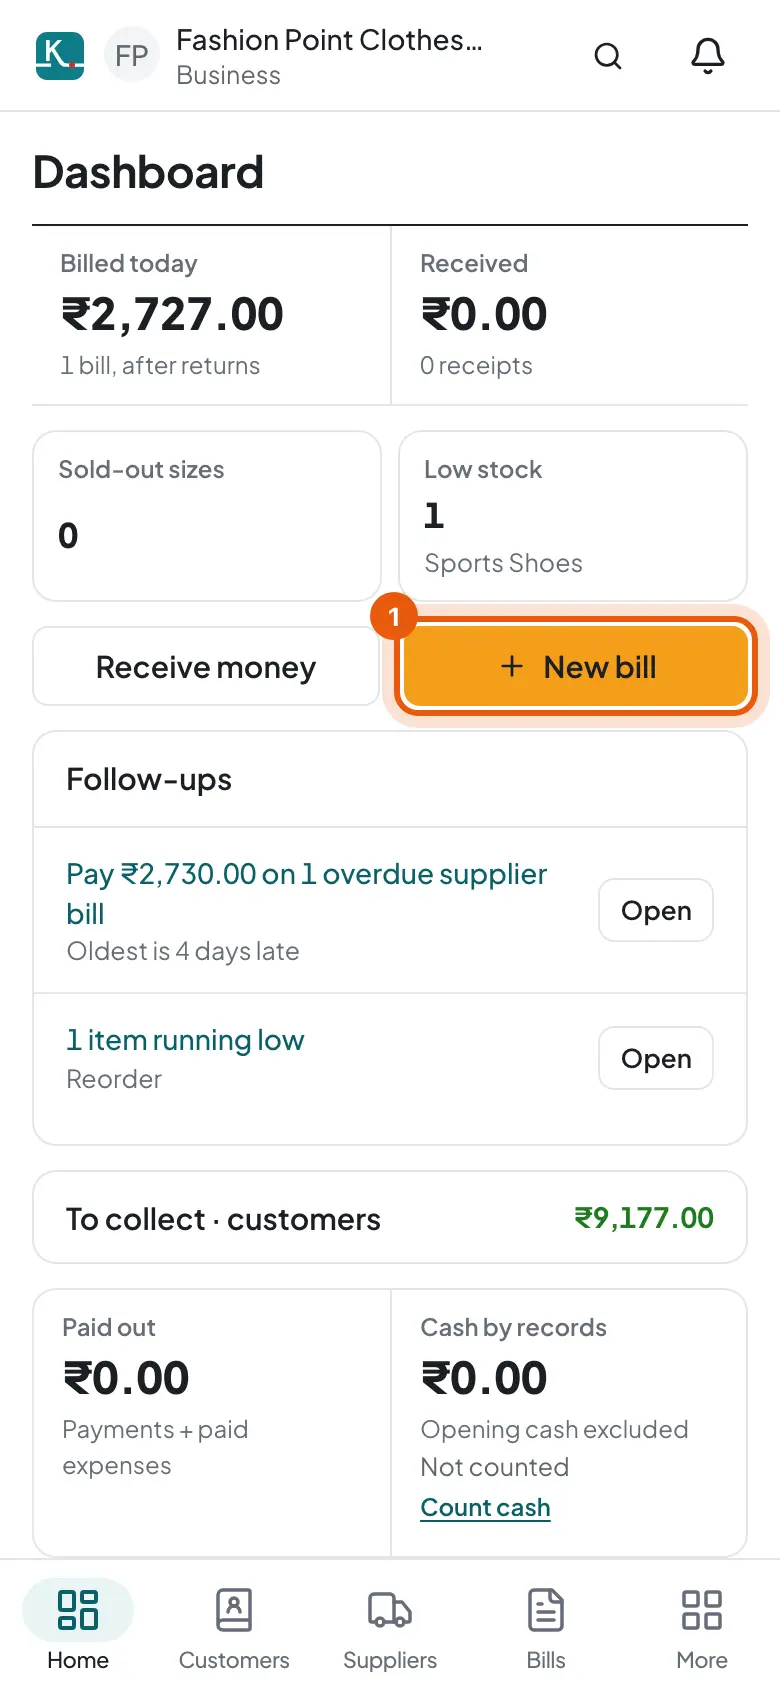 K.
FP
Fashion Point Clothes...
Business
Dashboard
Billed today
₹2,727.00
1 bill, after returns
Received
₹0.00
0 receipts
Sold-out sizes
0
Low stock
1
Sports Shoes
Receive money
1
+ New bill
Follow-ups
Pay ₹2,730.00 on 1 overdue supplier
bill
Oldest is 4 days late
Open
1 item running low
Reorder
Open
To collect · customers
₹9,177.00
Paid out
₹0.00
Payments + paid
expenses
Cash by records
₹0.00
Opening cash excluded
Not counted
Count cash
Home
Customers
Suppliers
Bills
More